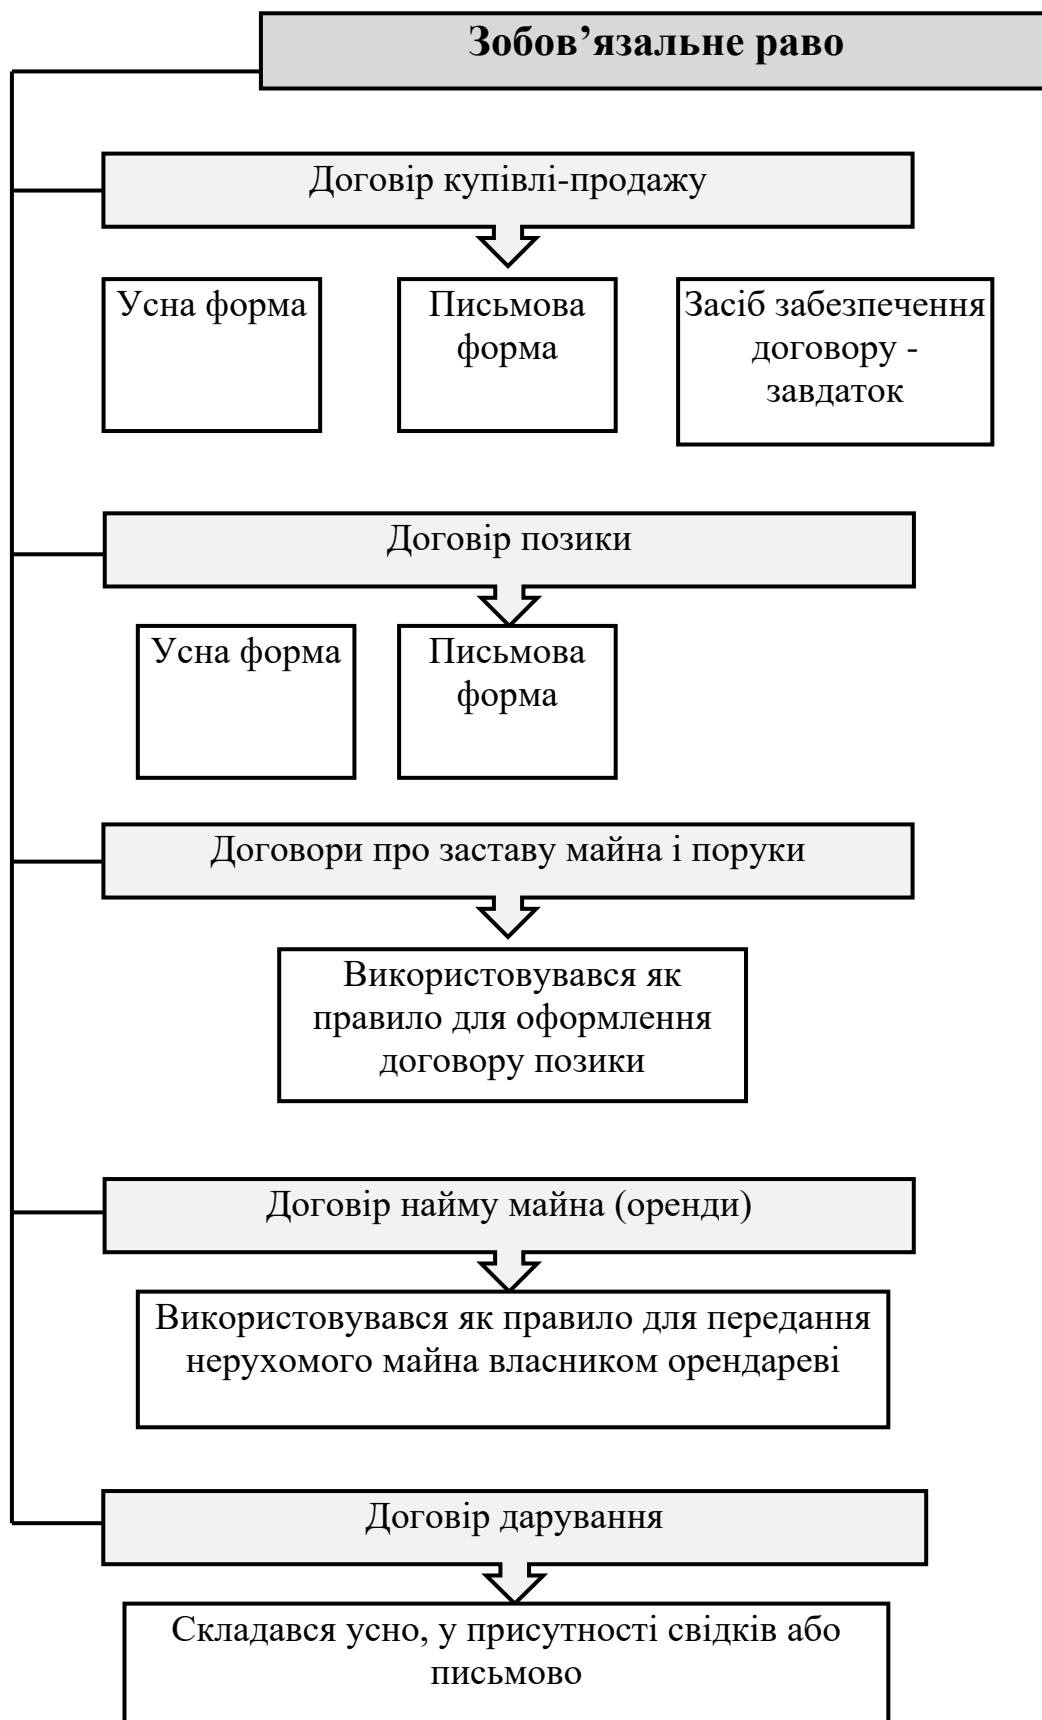 Зобов’язальне раво
Договір купівлі-продажу
Усна форма
Письмова
форма
Засіб забезпечення
договору -
завдаток
Договір позики
Усна форма
Письмова
форма
Договори про заставу майна і поруки
Використовувався як
правило для оформлення
договору позики
Договір найму майна (оренди)
Використовувався як правило для передання
нерухомого майна власником орендареві
Договір дарування
Складався усно, у присутності свідків або
письмово